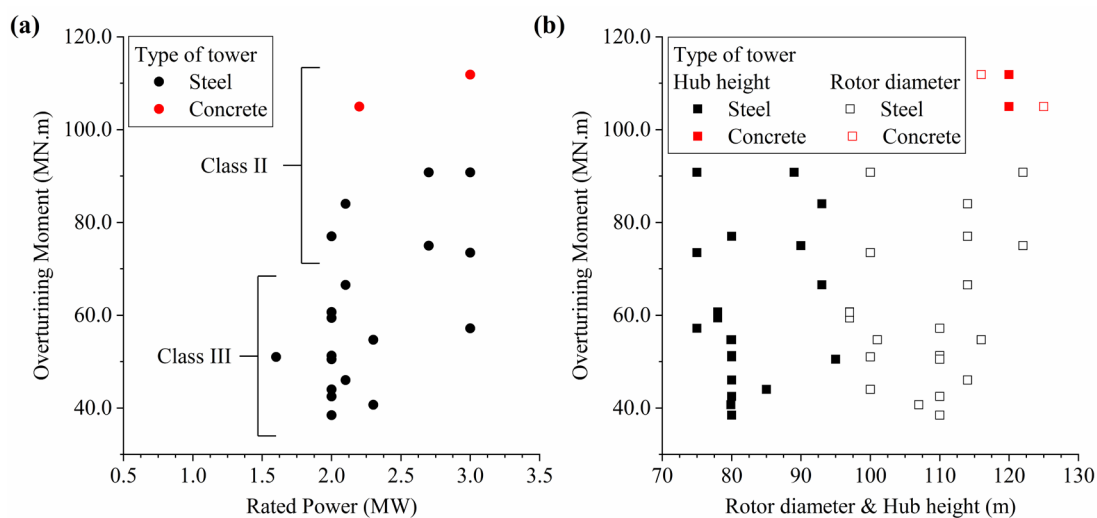 (a)
120.0
100.0
80.0
60.0
40.0
Overturining Moment (MN.m)
Type of tower
Steel
Concrete
Class II
Class III
0.5 1.0 1.5 2.0 2.5 3.0 3.5
Rated Power (MW)
(b)
120.0
100.0
80.0
60.0
40.0
Overturining Moment (MN.m)
Type of tower
Hub height Rotor diameter
Steel Steel
Concrete Concrete
70 80 90 100 110 120 130
Rotor diameter & Hub height (m)